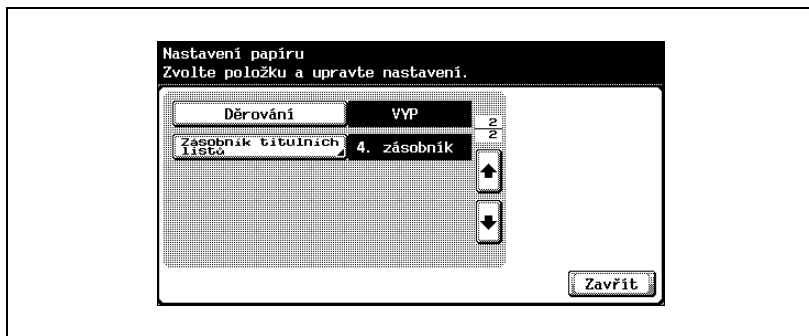 Nastavení papíru
Zvolte položku a upravte nastavení.
Děrování VYP
2
2
Zásobník titulních
listů
4. zásobník
Zavřít